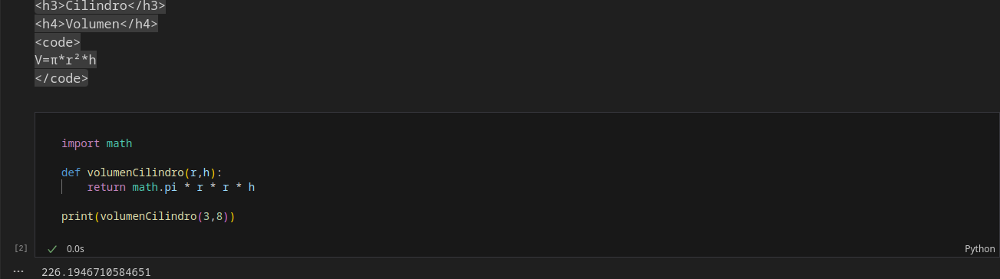 <h3>Cilindro</h3>
<h4>Volumen</h4>
<code>
V=π*r²*h
</code>
import math
def volumenCilindro(r,h):
    return math.pi * r * r * h
print(volumenCilindro(3,8))
[2] 0.0s Python
... 226.1946710584651